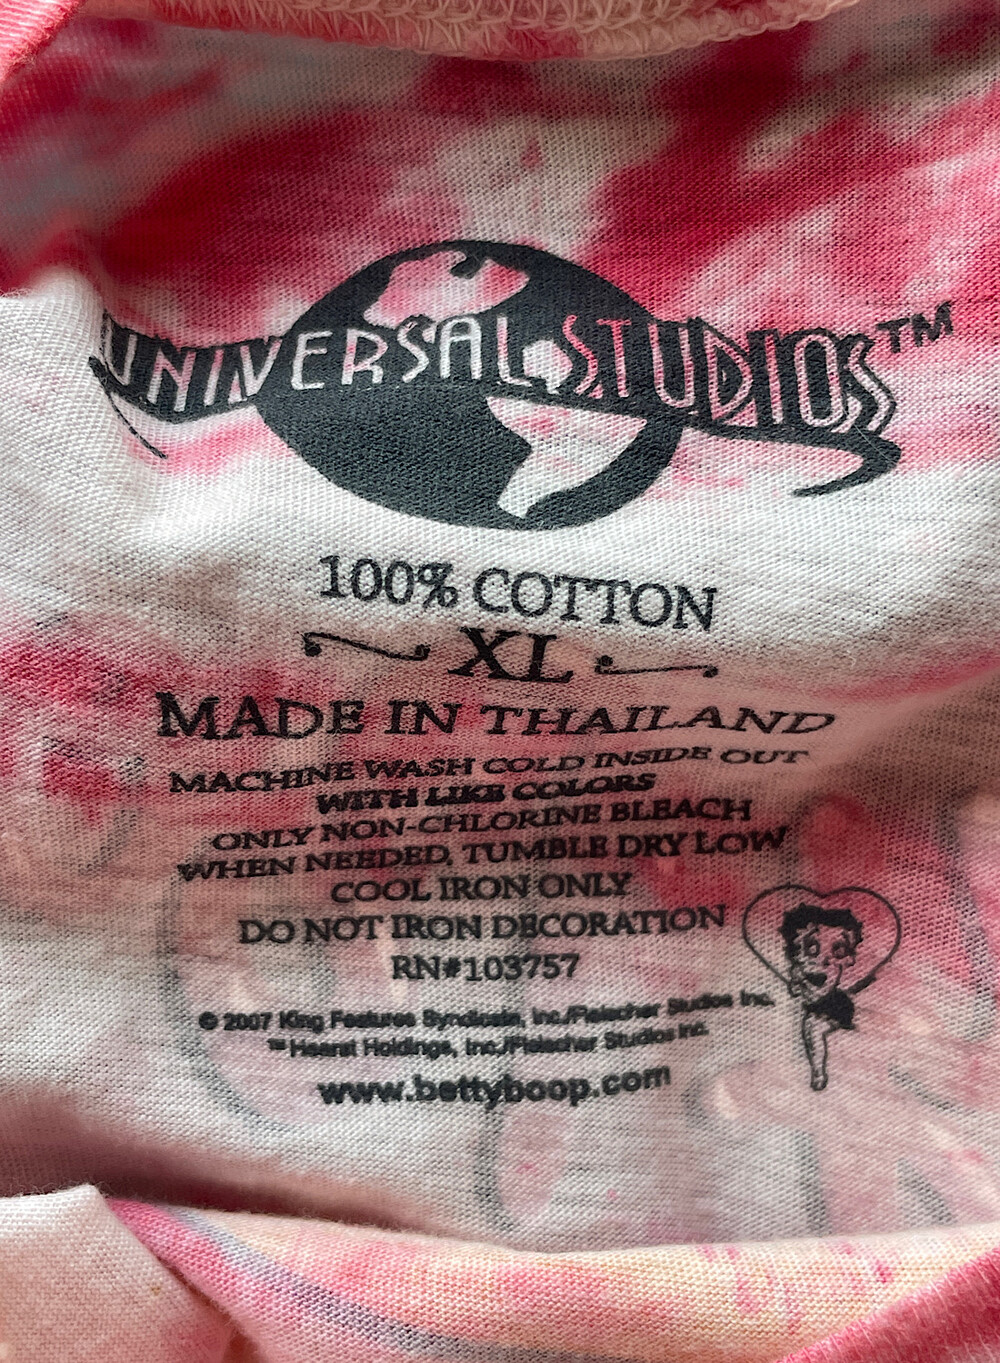 UNIVERSAL STUDIOS™
100% COTTON
XL
MADE IN THAILAND
MACHINE WASH COLD INSIDE OUT
WITH LIKE COLORS
ONLY NON-CHLORINE BLEACH
WHEN NEEDED, TUMBLE DRY LOW
COOL IRON ONLY
DO NOT IRON DECORATION
RN#103757
© 2007 King Features Syndicate, Inc./Fleischer Studios Inc.
™ Hearst Holdings, Inc./Fleischer Studios Inc.
www.bettyboop.com